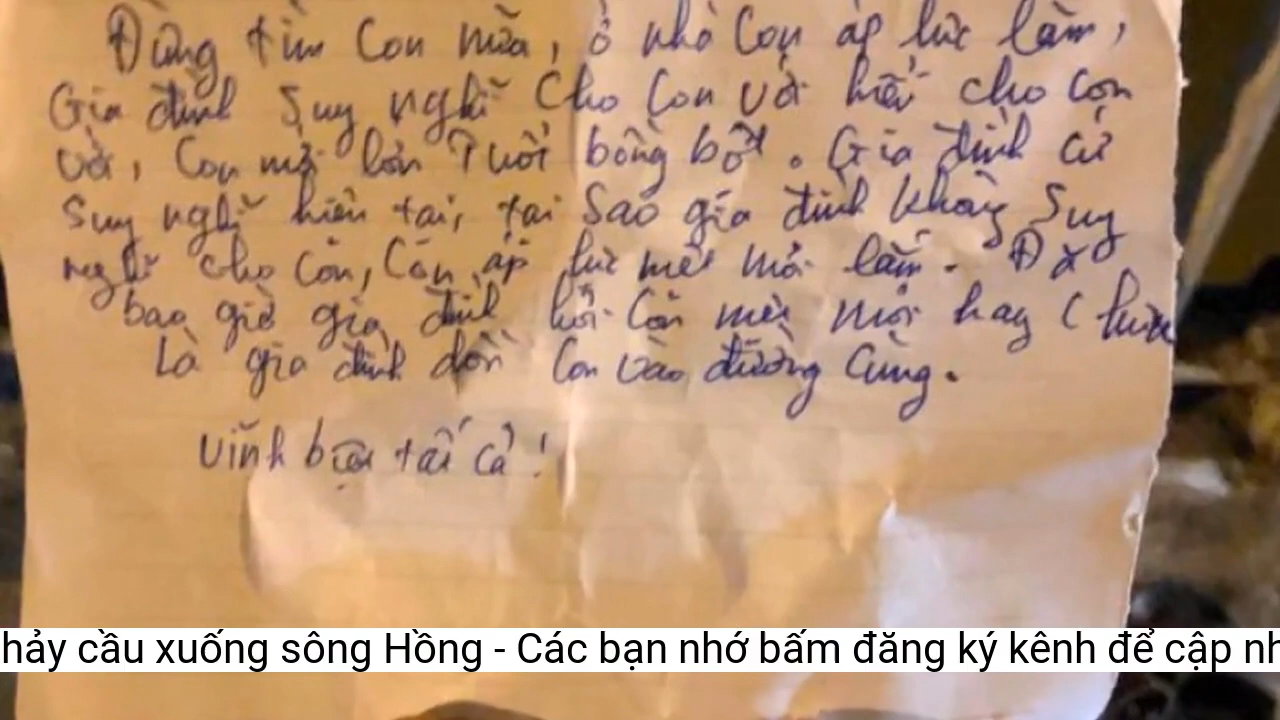 Đừng tìm con nữa, ở nhà con áp lực lắm,
Gia đình suy nghĩ cho con với hiểu cho con
với, con mới lớn tuổi bồng bột. Gia đình cứ
suy nghĩ hiện tại, tại sao gia đình không suy
nghĩ cho con, con áp lực mệt mỏi lắm. Đã
bao giờ gia đình hỏi con mệt mỏi hay chưa
Là gia đình dồn con vào đường cùng.
Vĩnh biệt tất cả!
hảy cầu xuống sông Hồng - Các bạn nhớ bấm đăng ký kênh để cập nh